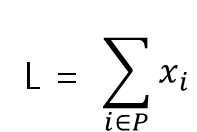 L = ∑_{i∈P} x_i